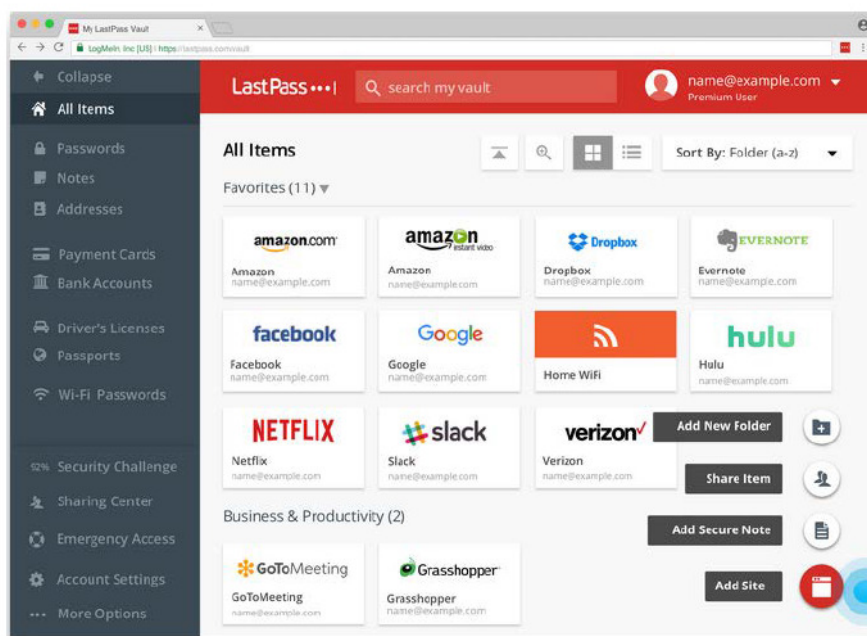 My LastPass Vault
LogMeIn, Inc [US] | https://lastpass.com/vault
Collapse
All Items
Passwords
Notes
Addresses
Payment Cards
Bank Accounts
Driver's Licenses
Passports
Wi-Fi Passwords
92% Security Challenge
Sharing Center
Emergency Access
Account Settings
More Options
LastPass •••|
search my vault
name@example.com
Premium User
All Items
Sort By: Folder (a-z)
Favorites (11)
amazon.com
Amazon
name@example.com
amazon
instant video
Amazon
name@example.com
Dropbox
Dropbox
name@example.com
EVERNOTE
Evernote
name@example.com
facebook
Facebook
name@example.com
Google
Google
name@example.com
Home WiFi
hulu
Hulu
name@example.com
NETFLIX
Netflix
name@example.com
slack
Slack
name@example.com
verizon
Verizon
name@example.com
Add New Folder
Share Item
Business & Productivity (2)
Add Secure Note
GoToMeeting
GoToMeeting
name@example.com
Grasshopper
Grasshopper
name@example.com
Add Site